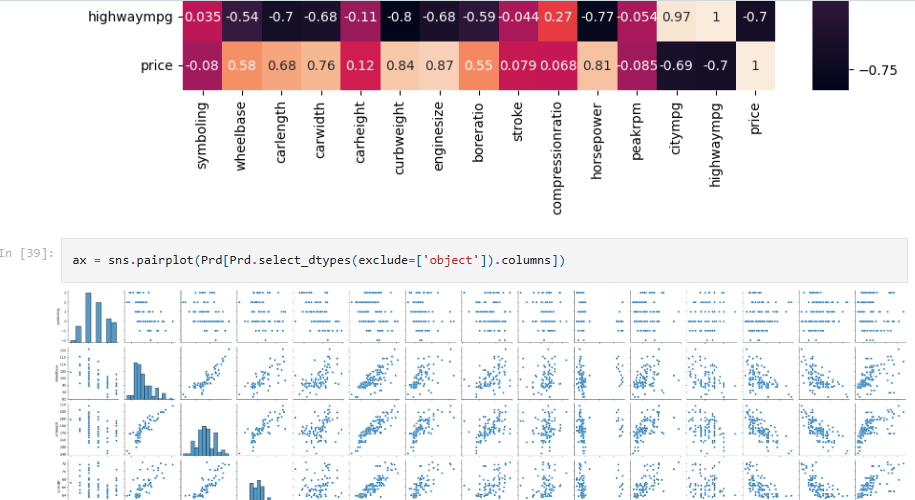 highwaympg -0.035 -0.54 -0.7 -0.68 -0.11 -0.8 -0.68 -0.59 -0.044 0.27 -0.77 -0.054 0.97 1 -0.7
price -0.08 0.58 0.68 0.76 0.12 0.84 0.87 0.55 0.079 0.068 0.81 -0.085 -0.69 -0.7 1
−0.75
symboling
wheelbase
carlength
carwidth
carheight
curbweight
enginesize
boreratio
stroke
compressionratio
horsepower
peakrpm
citympg
highwaympg
price
In [39]:
ax = sns.pairplot(Prd[Prd.select_dtypes(exclude=['object']).columns])